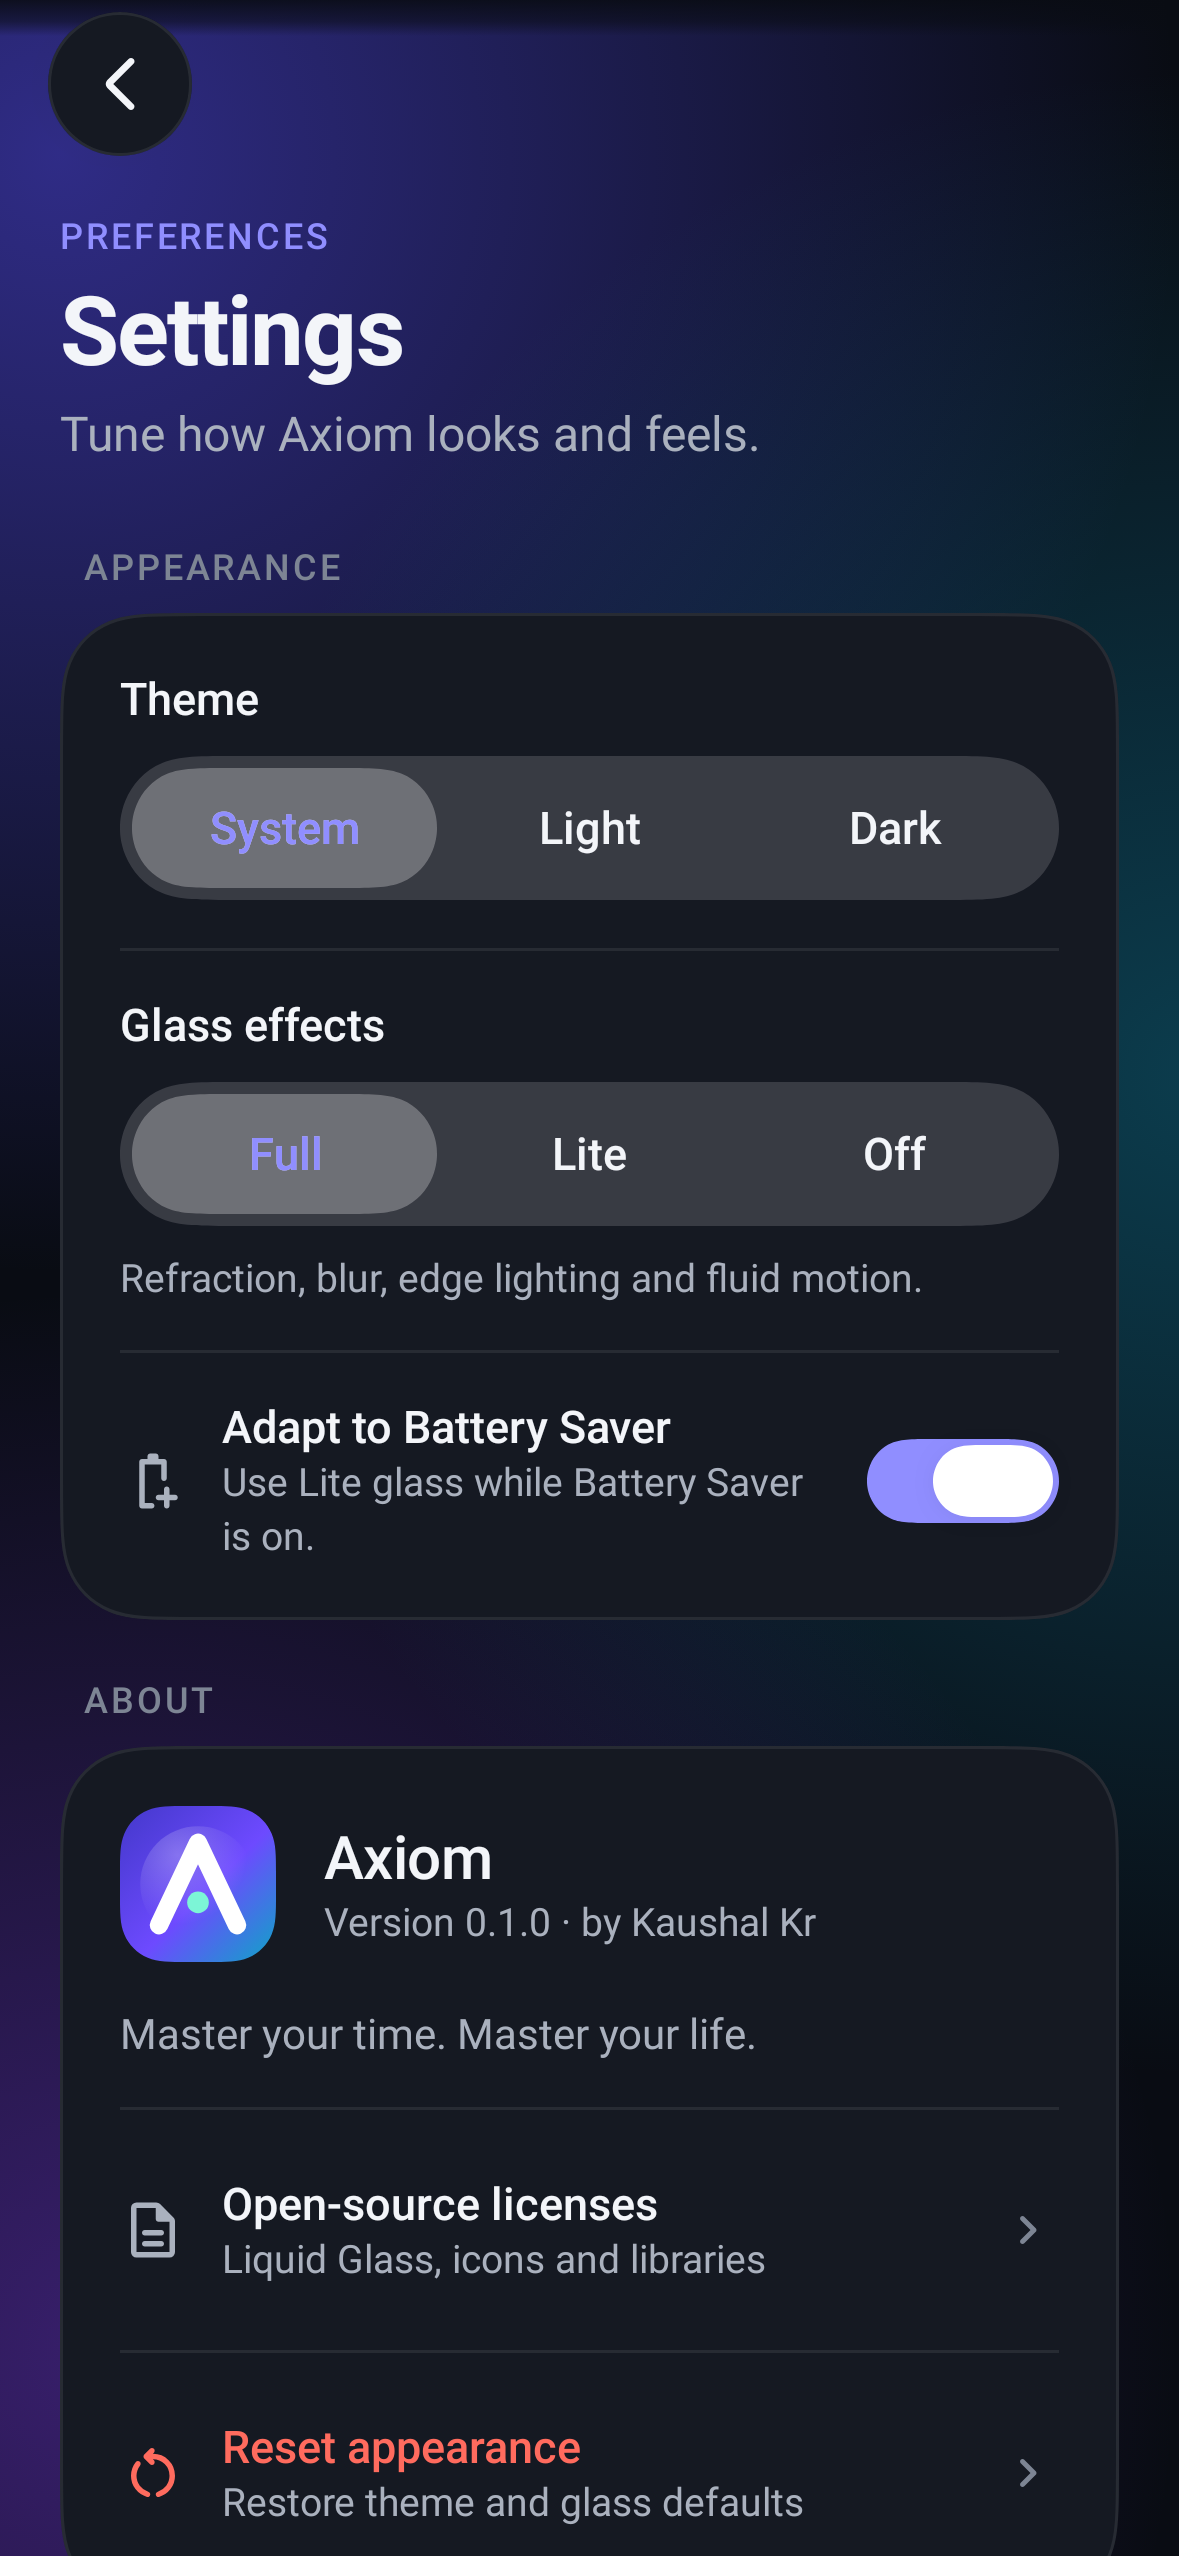 PREFERENCES
Settings
Tune how Axiom looks and feels.
APPEARANCE
Theme
System
Light
Dark
Glass effects
Full
Lite
Off
Refraction, blur, edge lighting and fluid motion.
Adapt to Battery Saver
Use Lite glass while Battery Saver
is on.
ABOUT
Axiom
Version 0.1.0 · by Kaushal Kr
Master your time. Master your life.
Open-source licenses
Liquid Glass, icons and libraries
Reset appearance
Restore theme and glass defaults